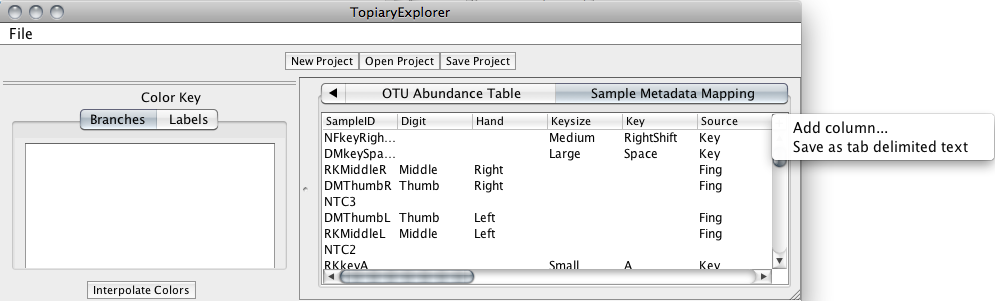 TopiaryExplorer
File
New Project Open Project Save Project
Color Key
Branches Labels
Interpolate Colors
◀ OTU Abundance Table Sample Metadata Mapping
SampleID Digit Hand Keysize Key Source
NFkeyRigh... Medium RightShift Key
DMkeySpa... Large Space Key
RKMiddleR Middle Right Fing
DMThumbR Thumb Right Fing
NTC3
DMThumbL Thumb Left Fing
RKMiddleL Middle Left Fing
NTC2
RKkeyA Small A Key
Add column...
Save as tab delimited text